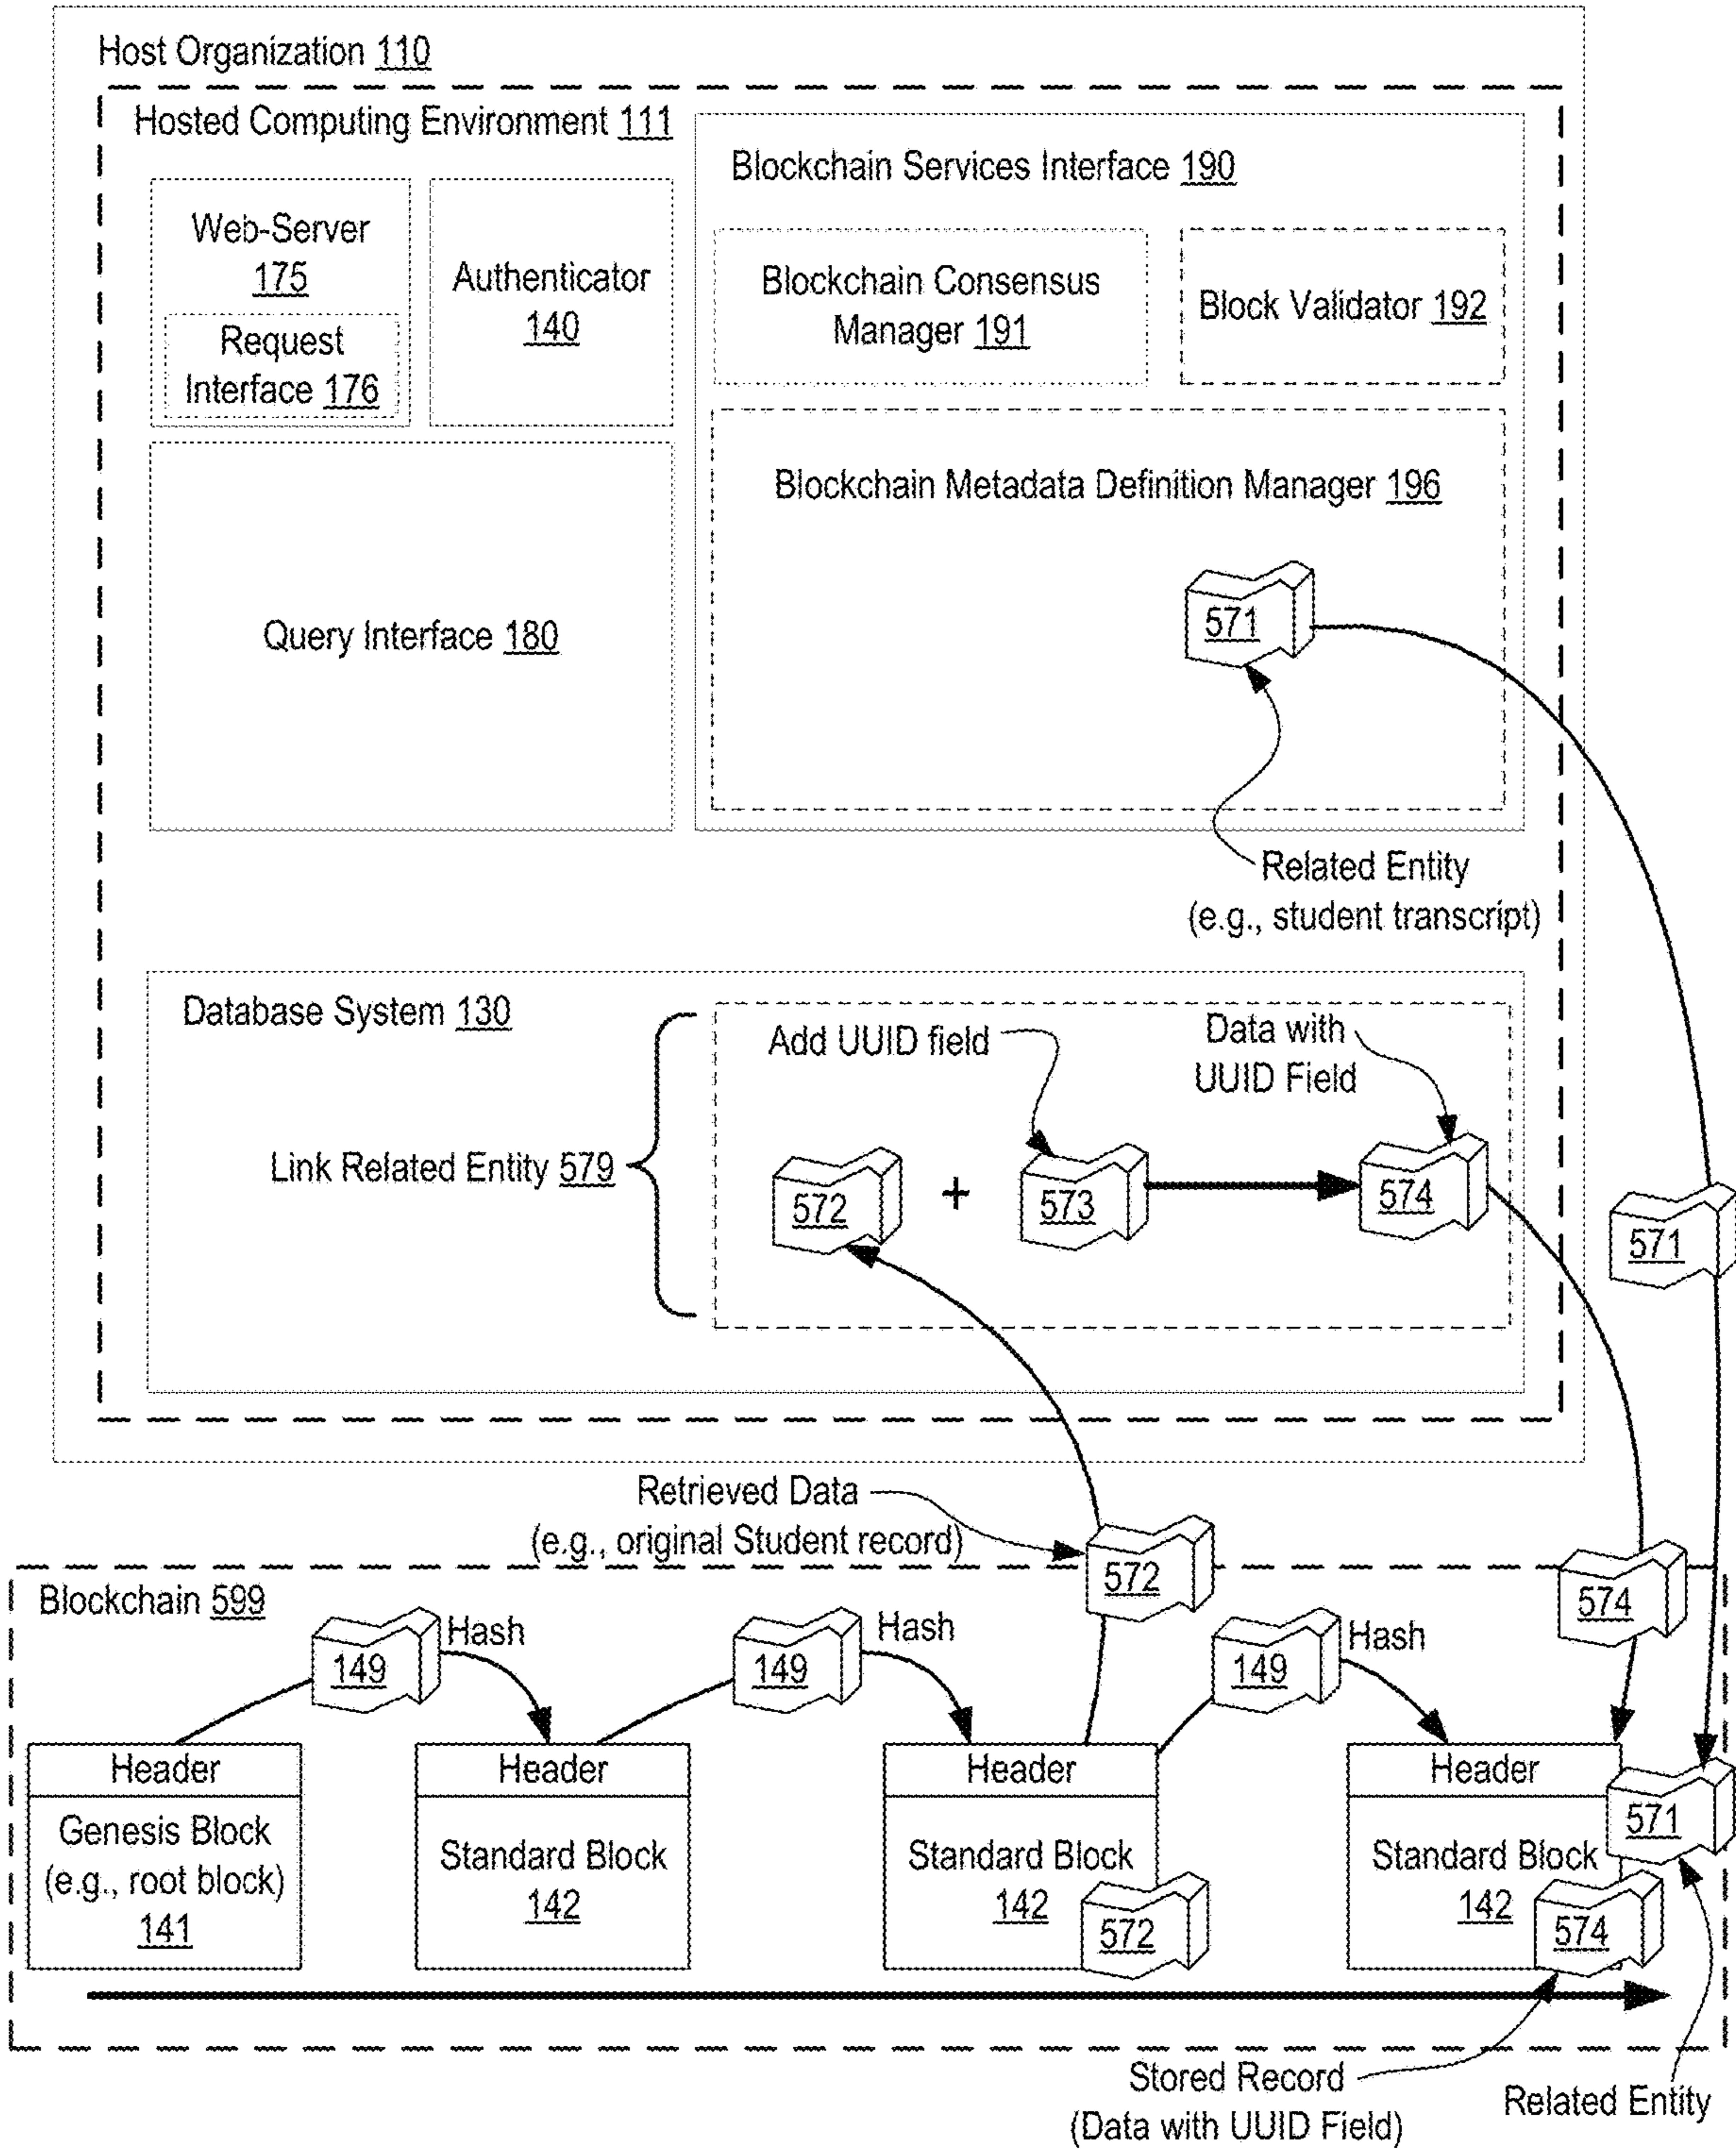 Host Organization 110
Hosted Computing Environment 111
Web-Server
175
Request
Interface 176
Authenticator
140
Blockchain Services Interface 190
Blockchain Consensus
Manager 191
Block Validator 192
Query Interface 180
Blockchain Metadata Definition Manager 196
571
Related Entity
(e.g., student transcript)
Database System 130
Add UUID field
Data with
UUID Field
Link Related Entity 579
572
+
573
574
571
Retrieved Data
(e.g., original Student record)
572
574
Blockchain 599
149
Hash
149
Hash
149
Hash
Header
Genesis Block
(e.g., root block)
141
Header
Standard Block
142
Header
Standard Block
142
572
Header
Standard Block
142
574
571
Stored Record
(Data with UUID Field)
Related Entity